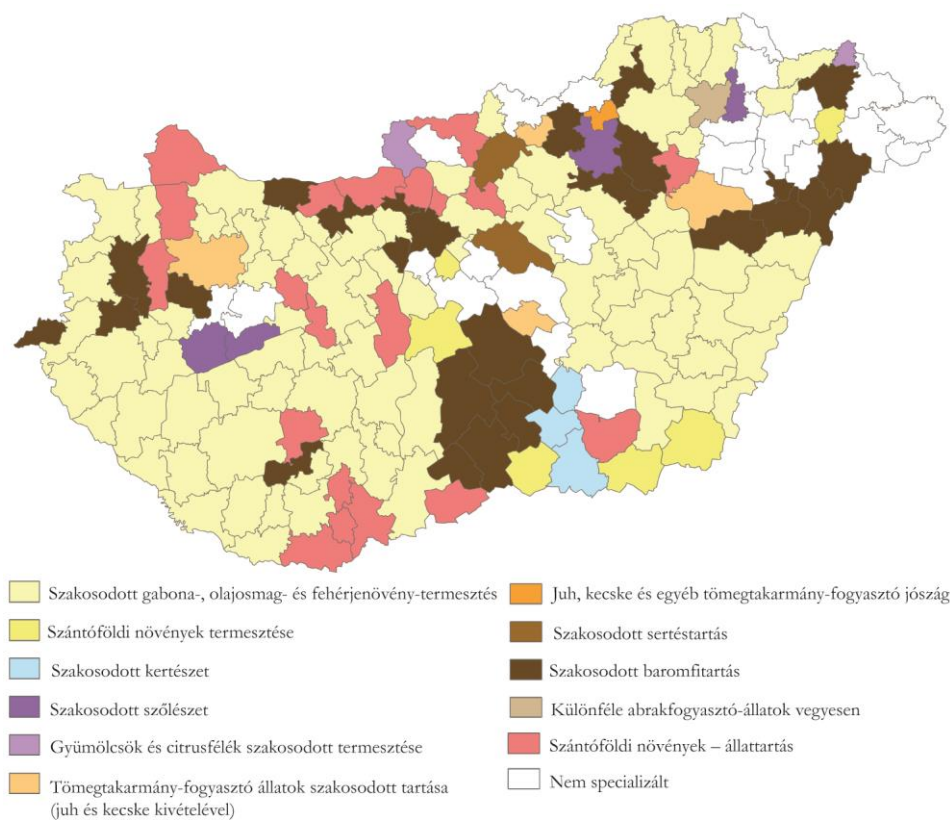 Szakosodott gabona-, olajosmag- és fehérjenövény-termesztés
Szántóföldi növények termesztése
Szakosodott kertészet
Szakosodott szőlészet
Gyümölcsök és citrusfélék szakosodott termesztése
Tömegtakarmány-fogyasztó állatok szakosodott tartása
(juh és kecske kivételével)
Juh, kecske és egyéb tömegtakarmány-fogyasztó jószág
Szakosodott sertéstartás
Szakosodott baromfitartás
Különféle abrakfogyasztó-állatok vegyesen
Szántóföldi növények – állattartás
Nem specializált